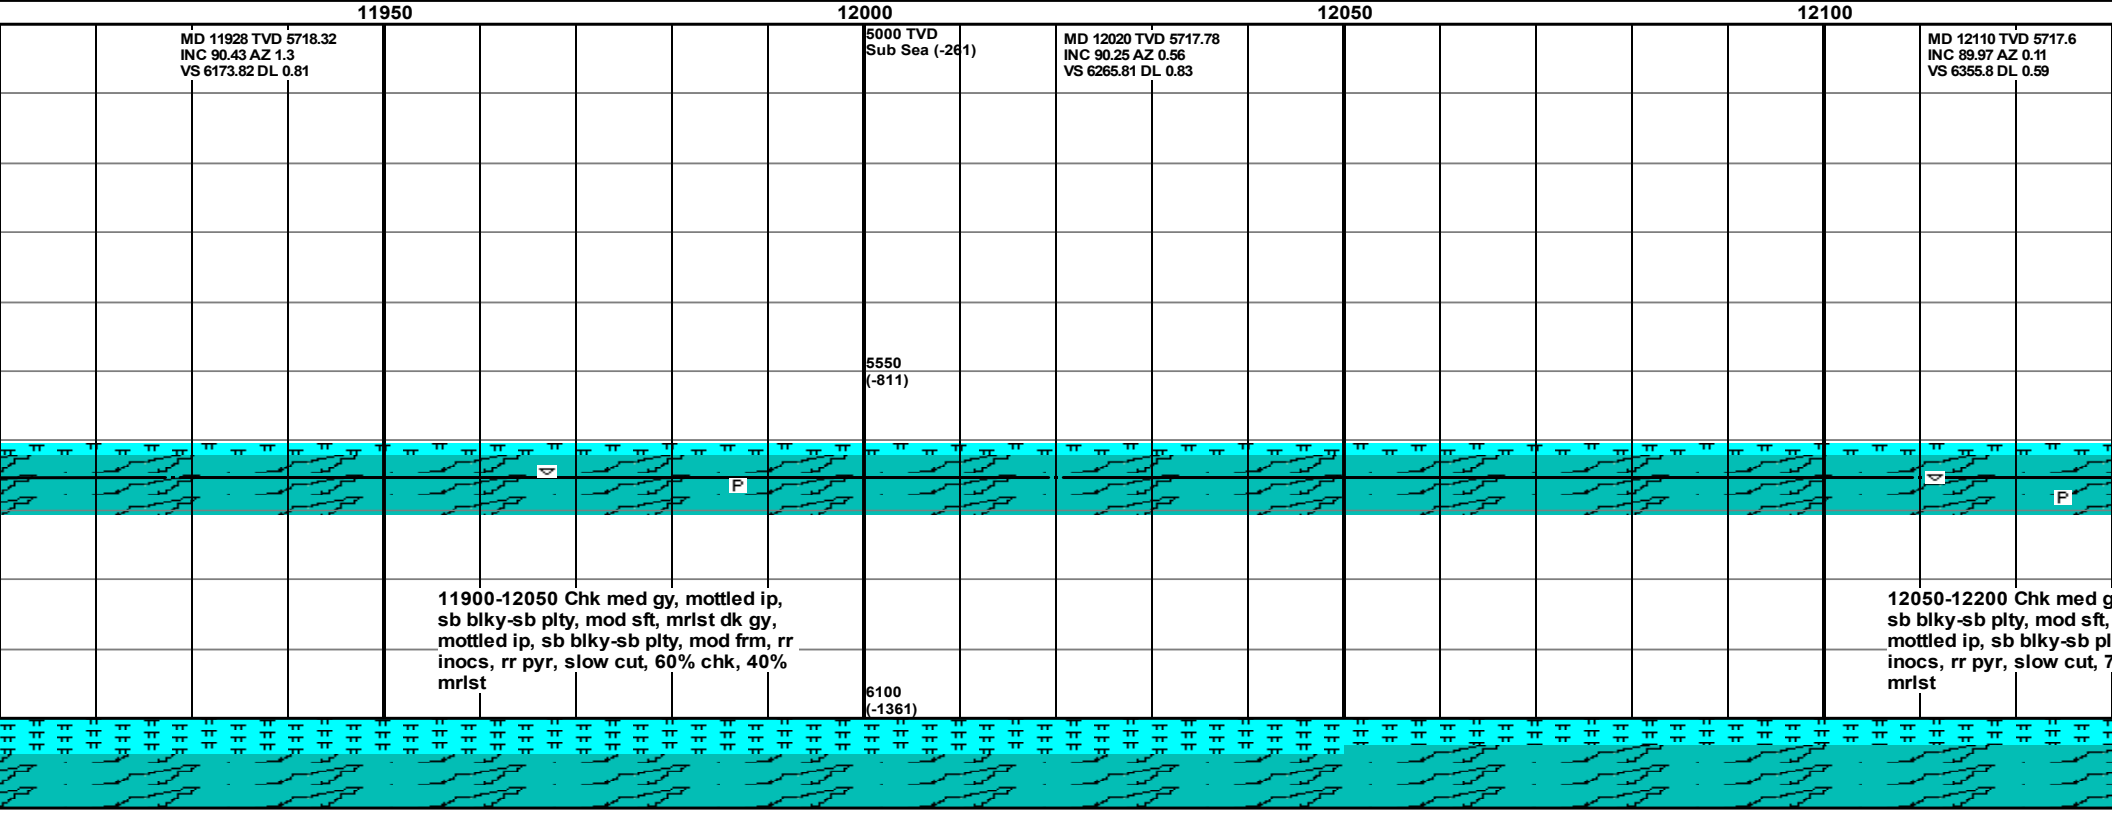 11950
12000
12050
12100
MD 11928 TVD 5718.32
INC 90.43 AZ 1.3
VS 6173.82 DL 0.81
5000 TVD
Sub Sea (-261)
MD 12020 TVD 5717.78
INC 90.25 AZ 0.56
VS 6265.81 DL 0.83
MD 12110 TVD 5717.6
INC 89.97 AZ 0.11
VS 6355.8 DL 0.59
5550
(-811)
P
P
11900-12050 Chk med gy, mottled ip,
sb blky-sb plty, mod sft, mrlst dk gy,
mottled ip, sb blky-sb plty, mod frm, rr
inocs, rr pyr, slow cut, 60% chk, 40%
mrlst
12050-12200 Chk med g
sb blky-sb plty, mod sft,
mottled ip, sb blky-sb pl
inocs, rr pyr, slow cut, 7
mrlst
6100
(-1361)